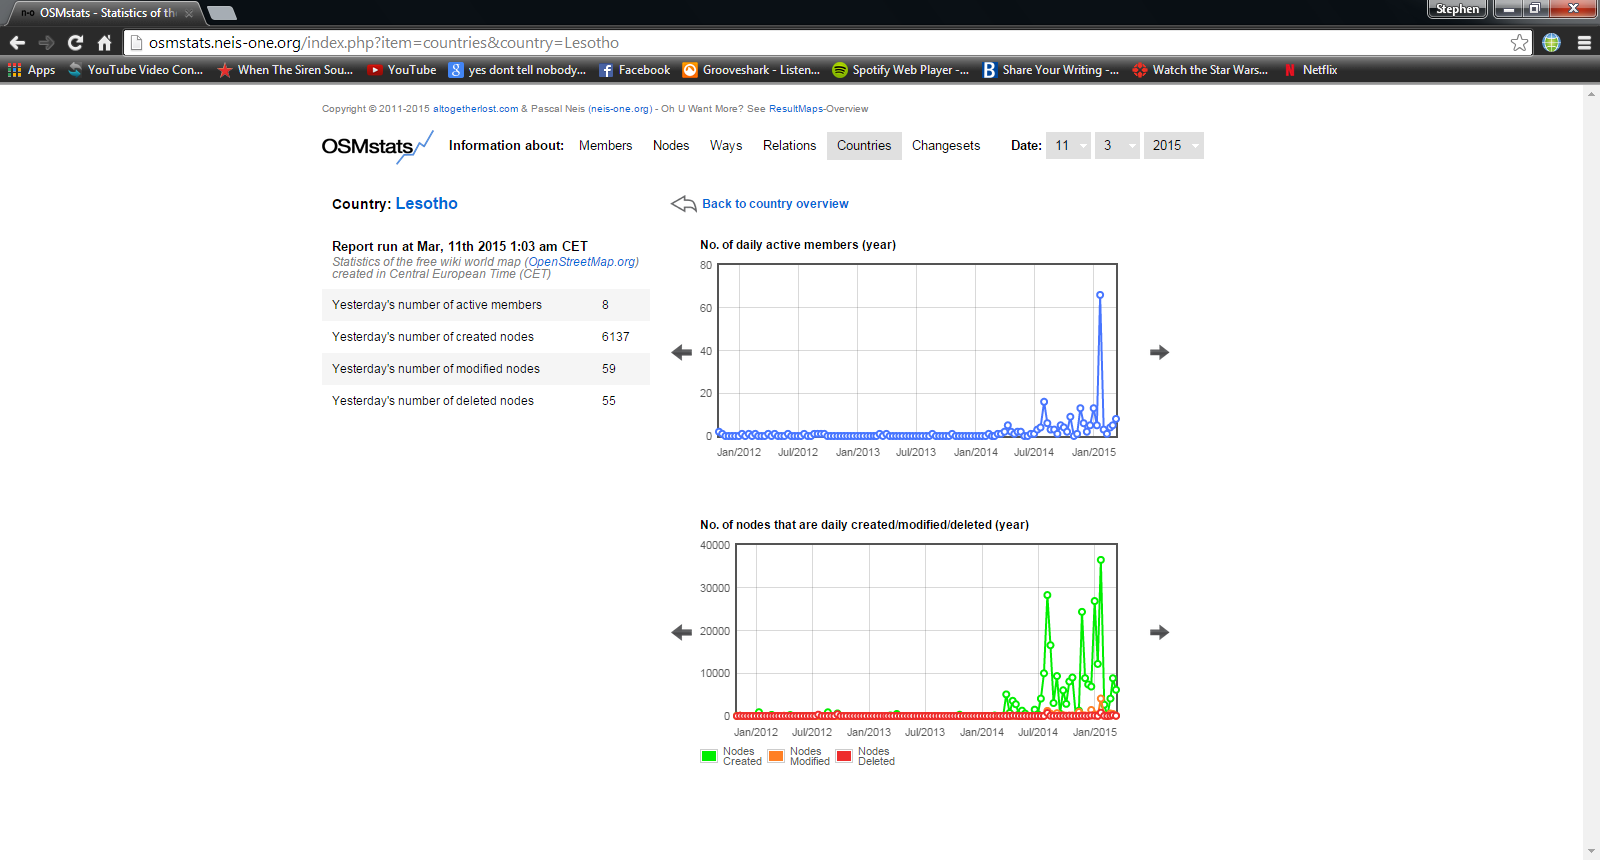 OSMstats - Statistics of th
Stephen
osmstats.neis-one.org/index.php?item=countries&country=Lesotho
Apps YouTube Video Con... When The Siren Sou... YouTube yes dont tell nobody... Facebook Grooveshark - Listen... Spotify Web Player -... Share Your Writing -... Watch the Star Wars... Netflix
Copyright © 2011-2015 altogetherlost.com & Pascal Neis (neis-one.org) - Oh U Want More? See ResultMaps-Overview
OSMstats Information about: Members Nodes Ways Relations Countries Changesets Date: 11 3 2015
Country: Lesotho
Back to country overview
Report run at Mar, 11th 2015 1:03 am CET
Statistics of the free wiki world map (OpenStreetMap.org)
created in Central European Time (CET)
Yesterday's number of active members 8
Yesterday's number of created nodes 6137
Yesterday's number of modified nodes 59
Yesterday's number of deleted nodes 55
No. of daily active members (year)
80
60
40
20
0
Jan/2012 Jul/2012 Jan/2013 Jul/2013 Jan/2014 Jul/2014 Jan/2015
No. of nodes that are daily created/modified/deleted (year)
40000
30000
20000
10000
0
Jan/2012 Jul/2012 Jan/2013 Jul/2013 Jan/2014 Jul/2014 Jan/2015
Nodes Created
Nodes Modified
Nodes Deleted